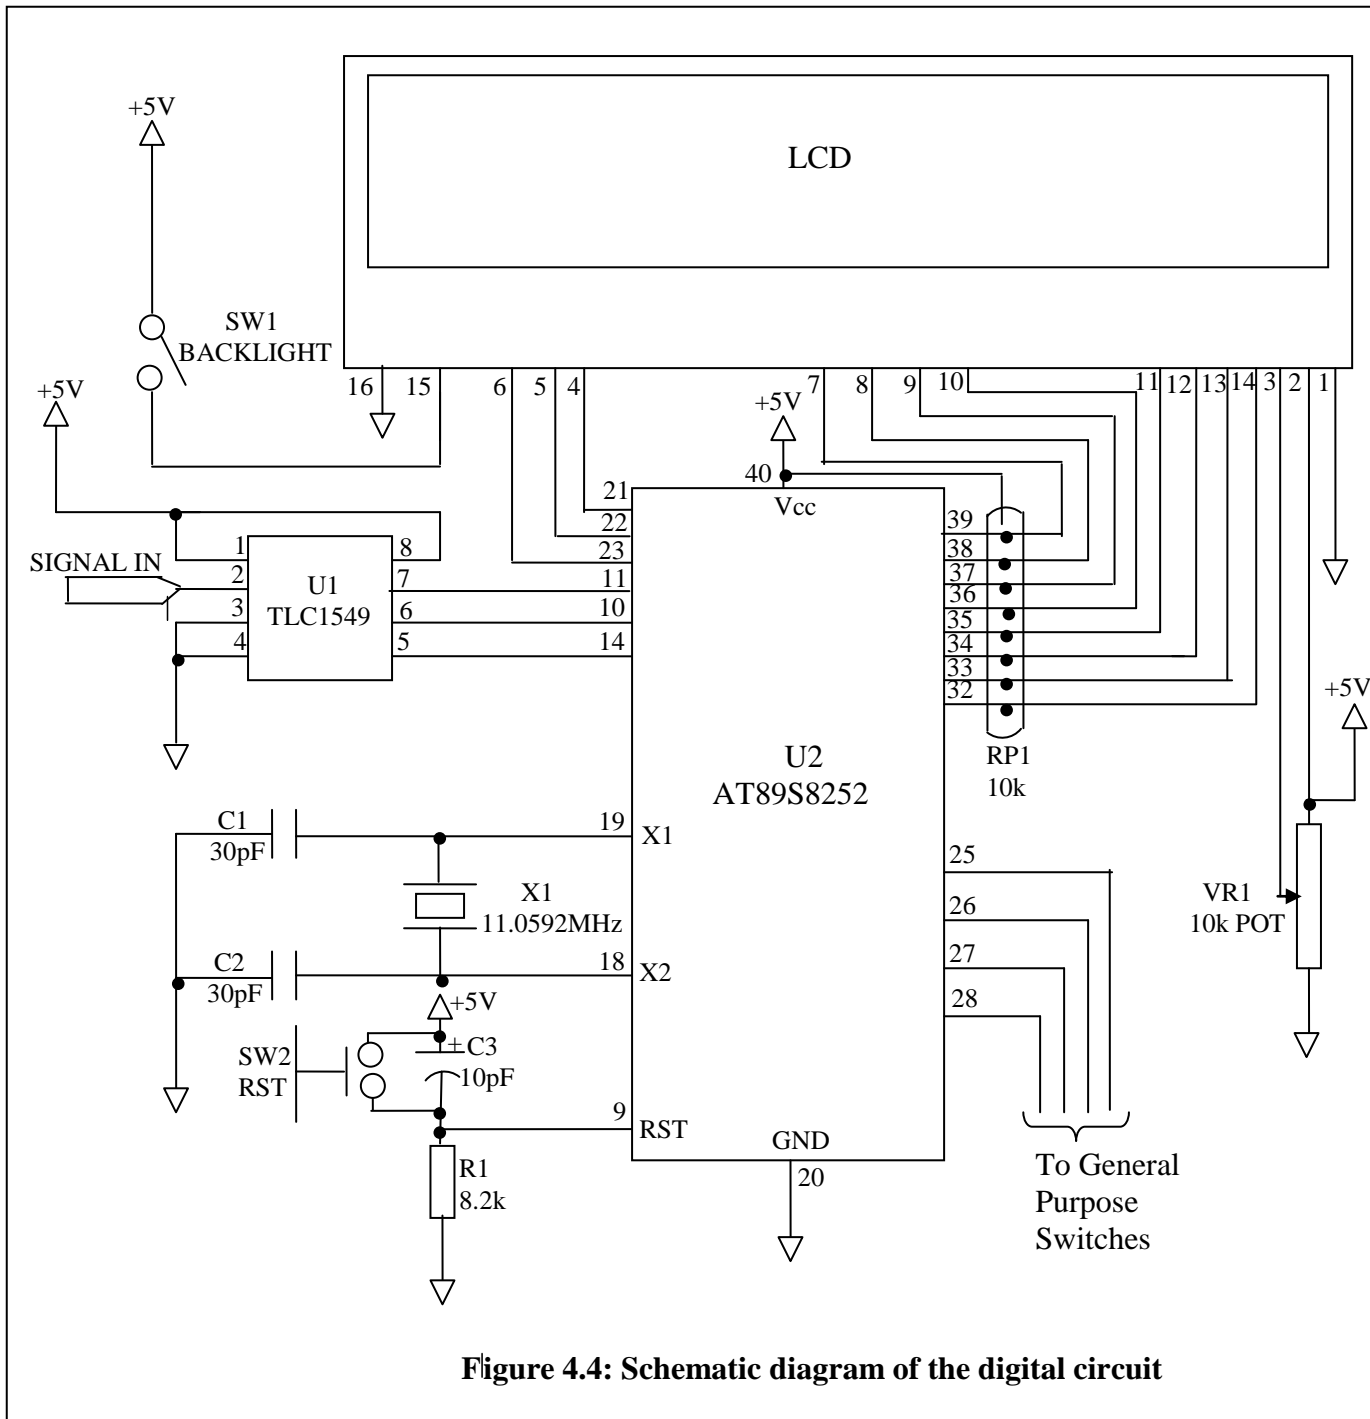 LCD
+5V
SW1
BACKLIGHT
16 15 6 5 4 7 8 9 10 11 12 13 14 3 2 1
+5V
+5V
40
Vcc
21
22
23
11
10
14
39
38
37
36
35
34
33
32
SIGNAL IN
1
2
3
4
8
7
6
5
U1
TLC1549
RP1
10k
+5V
U2
AT89S8252
C1
30pF
19
X1
X1
11.0592MHz
C2
30pF
18
X2
25
26
27
28
VR1
10k POT
+5V
SW2
RST
+
C3
10pF
9
RST
R1
8.2k
GND
20
To General
Purpose
Switches
Figure 4.4: Schematic diagram of the digital circuit